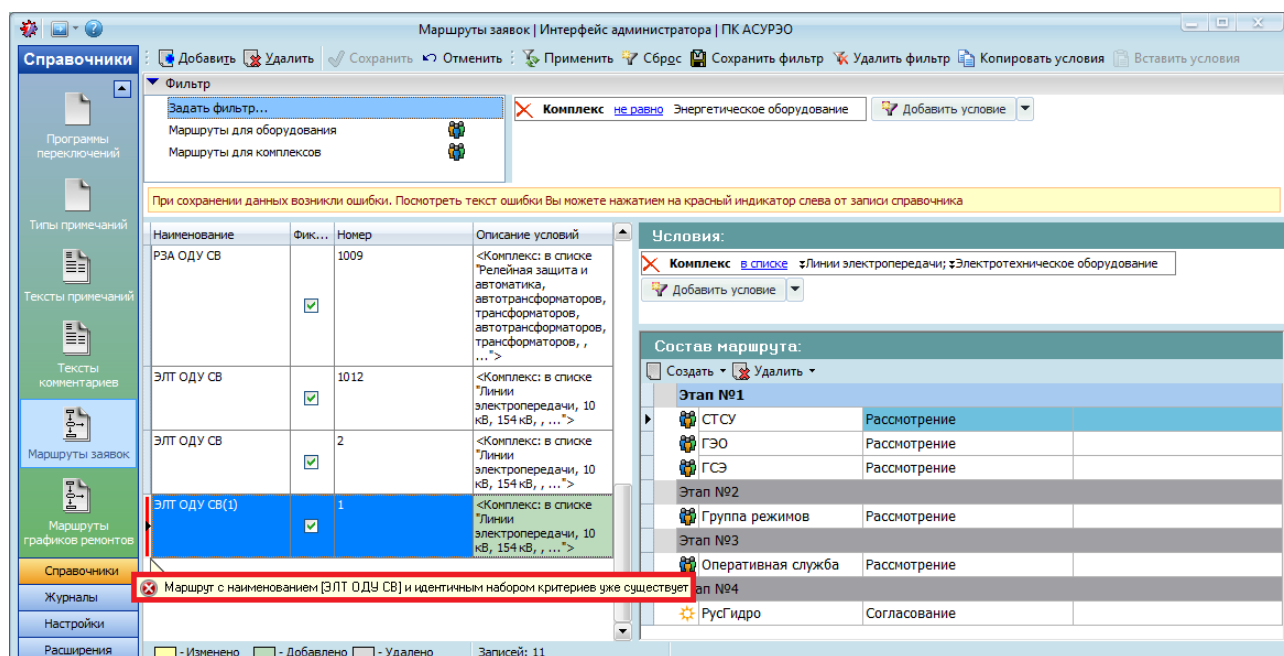 Маршруты заявок | Интерфейс администратора | ПК АСУРЭО
Справочники
Добавить Удалить Сохранить Отменить Применить Сброс Сохранить фильтр Удалить фильтр Копировать условия Вставить условия
Фильтр
Задать фильтр...
Маршруты для оборудования
Маршруты для комплексов
Комплекс не равно Энергетическое оборудование
Добавить условие
При сохранении данных возникли ошибки. Посмотреть текст ошибки Вы можете нажатием на красный индикатор слева от записи справочника
Программы
переключений
Типы примечаний
Тексты примечаний
Тексты
комментариев
Маршруты заявок
Маршруты
графиков ремонтов
Справочники
Журналы
Настройки
Расширения
Наименование Фик... Номер Описание условий
РЗА ОДУ СВ 1009 <Комплекс: в списке
"Релейная защита и
автоматика,
автотрансформаторов,
трансформаторов,
автотрансформаторов,
трансформаторов, ,
...">
ЭЛТ ОДУ СВ 1012 <Комплекс: в списке
"Линии
электропередачи, 10
кВ, 154 кВ, , ...">
ЭЛТ ОДУ СВ 2 <Комплекс: в списке
"Линии
электропередачи, 10
кВ, 154 кВ, , ...">
ЭЛТ ОДУ СВ(1) 1 <Комплекс: в списке
"Линии
электропередачи, 10
кВ, 154 кВ, , ...">
Маршрут с наименованием [ЭЛТ ОДУ СВ] и идентичным набором критериев уже существует
- Изменено - Добавлено - Удалено Записей: 11
Условия:
Комплекс в списке Линии электропередачи; Электротехническое оборудование
Добавить условие
Состав маршрута:
Создать Удалить
Этап №1
СТСУ Рассмотрение
ГЭО Рассмотрение
ГСЭ Рассмотрение
Этап №2
Группа режимов Рассмотрение
Этап №3
Оперативная служба Рассмотрение
ап №4
РусГидро Согласование